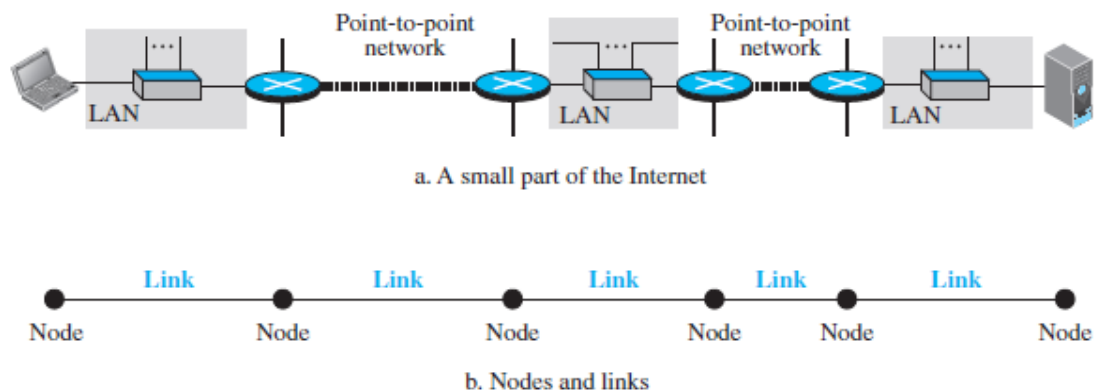 Point-to-point
network
Point-to-point
network
...
...
...
LAN
LAN
LAN
a. A small part of the Internet
Link Link Link Link Link
Node Node Node Node Node Node
b. Nodes and links